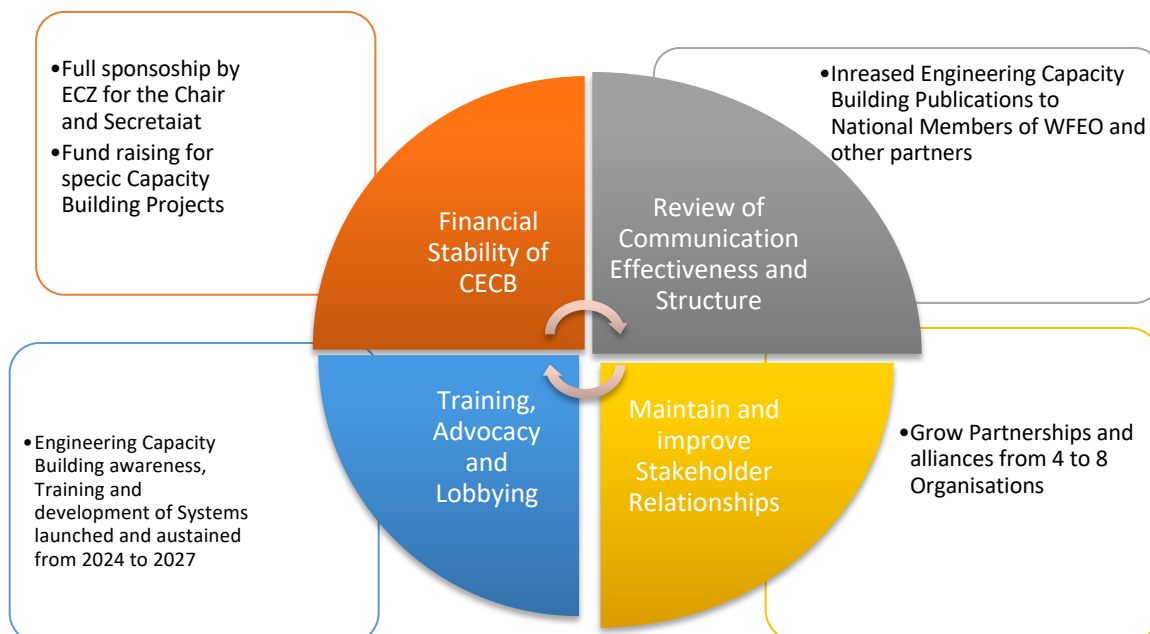 •Full sponsoship by
ECZ for the Chair
and Secretaiat
•Fund raising for
specic Capacity
Building Projects
Financial
Stability of
CECB
Review of
Communication
Effectiveness and
Structure
•Inreased Engineering Capacity
Building Publications to
National Members of WFEO and
other partners
•Engineering Capacity
Building awareness,
Training and
development of Systems
launched and austained
from 2024 to 2027
Training,
Advocacy
and
Lobbying
Maintain and
improve
Stakeholder
Relationships
•Grow Partnerships and
alliances from 4 to 8
Organisations